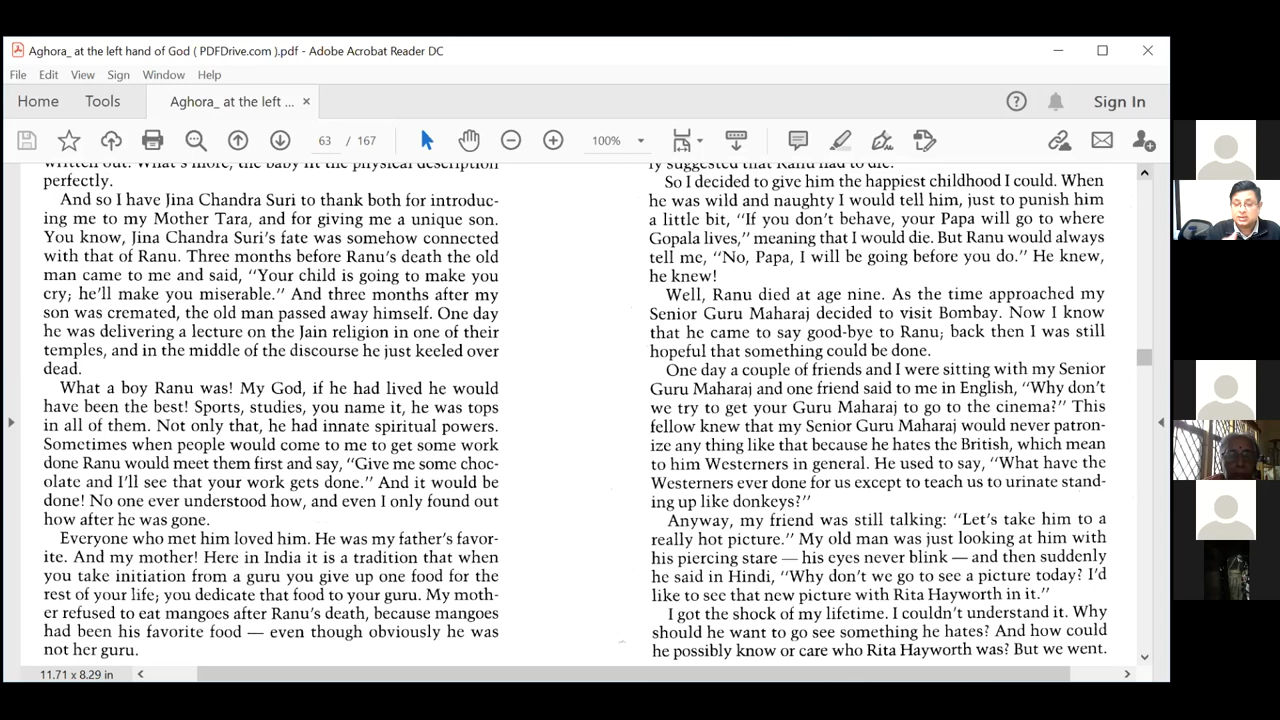 Aghora_ at the left hand of God ( PDFDrive.com ).pdf - Adobe Acrobat Reader DC
File Edit View Sign Window Help
Home Tools Aghora_ at the left ... × Sign In
63 / 167 100%
written out. What's more, the baby fit the physical description
perfectly.
And so I have Jina Chandra Suri to thank both for introduc-
ing me to my Mother Tara, and for giving me a unique son.
You know, Jina Chandra Suri's fate was somehow connected
with that of Ranu. Three months before Ranu's death the old
man came to me and said, "Your child is going to make you
cry; he'll make you miserable." And three months after my
son was cremated, the old man passed away himself. One day
he was delivering a lecture on the Jain religion in one of their
temples, and in the middle of the discourse he just keeled over
dead.
What a boy Ranu was! My God, if he had lived he would
have been the best! Sports, studies, you name it, he was tops
in all of them. Not only that, he had innate spiritual powers.
Sometimes when people would come to me to get some work
done Ranu would meet them first and say, "Give me some choc-
olate and I'll see that your work gets done." And it would be
done! No one ever understood how, and even I only found out
how after he was gone.
Everyone who met him loved him. He was my father's favor-
ite. And my mother! Here in India it is a tradition that when
you take initiation from a guru you give up one food for the
rest of your life; you dedicate that food to your guru. My moth-
er refused to eat mangoes after Ranu's death, because mangoes
had been his favorite food — even though obviously he was
not her guru.
ly suggested that Ranu had to die.
So I decided to give him the happiest childhood I could. When
he was wild and naughty I would tell him, just to punish him
a little bit, "If you don't behave, your Papa will go to where
Gopala lives," meaning that I would die. But Ranu would always
tell me, "No, Papa, I will be going before you do." He knew,
he knew!
Well, Ranu died at age nine. As the time approached my
Senior Guru Maharaj decided to visit Bombay. Now I know
that he came to say good-bye to Ranu; back then I was still
hopeful that something could be done.
One day a couple of friends and I were sitting with my Senior
Guru Maharaj and one friend said to me in English, "Why don't
we try to get your Guru Maharaj to go to the cinema?" This
fellow knew that my Senior Guru Maharaj would never patron-
ize any thing like that because he hates the British, which mean
to him Westerners in general. He used to say, "What have the
Westerners ever done for us except to teach us to urinate stand-
ing up like donkeys?"
Anyway, my friend was still talking: "Let's take him to a
really hot picture." My old man was just looking at him with
his piercing stare — his eyes never blink — and then suddenly
he said in Hindi, "Why don't we go to see a picture today? I'd
like to see that new picture with Rita Hayworth in it."
I got the shock of my lifetime. I couldn't understand it. Why
should he want to go see something he hates? And how could
he possibly know or care who Rita Hayworth was? But we went.
11.71 x 8.29 in